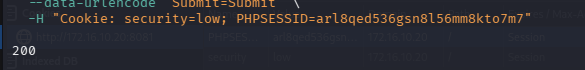 --data-urlencode "Submit=Submit" \
-H "Cookie: security=low; PHPSESSID=arl8qed536gsn8l56mm8kto7m7"
200